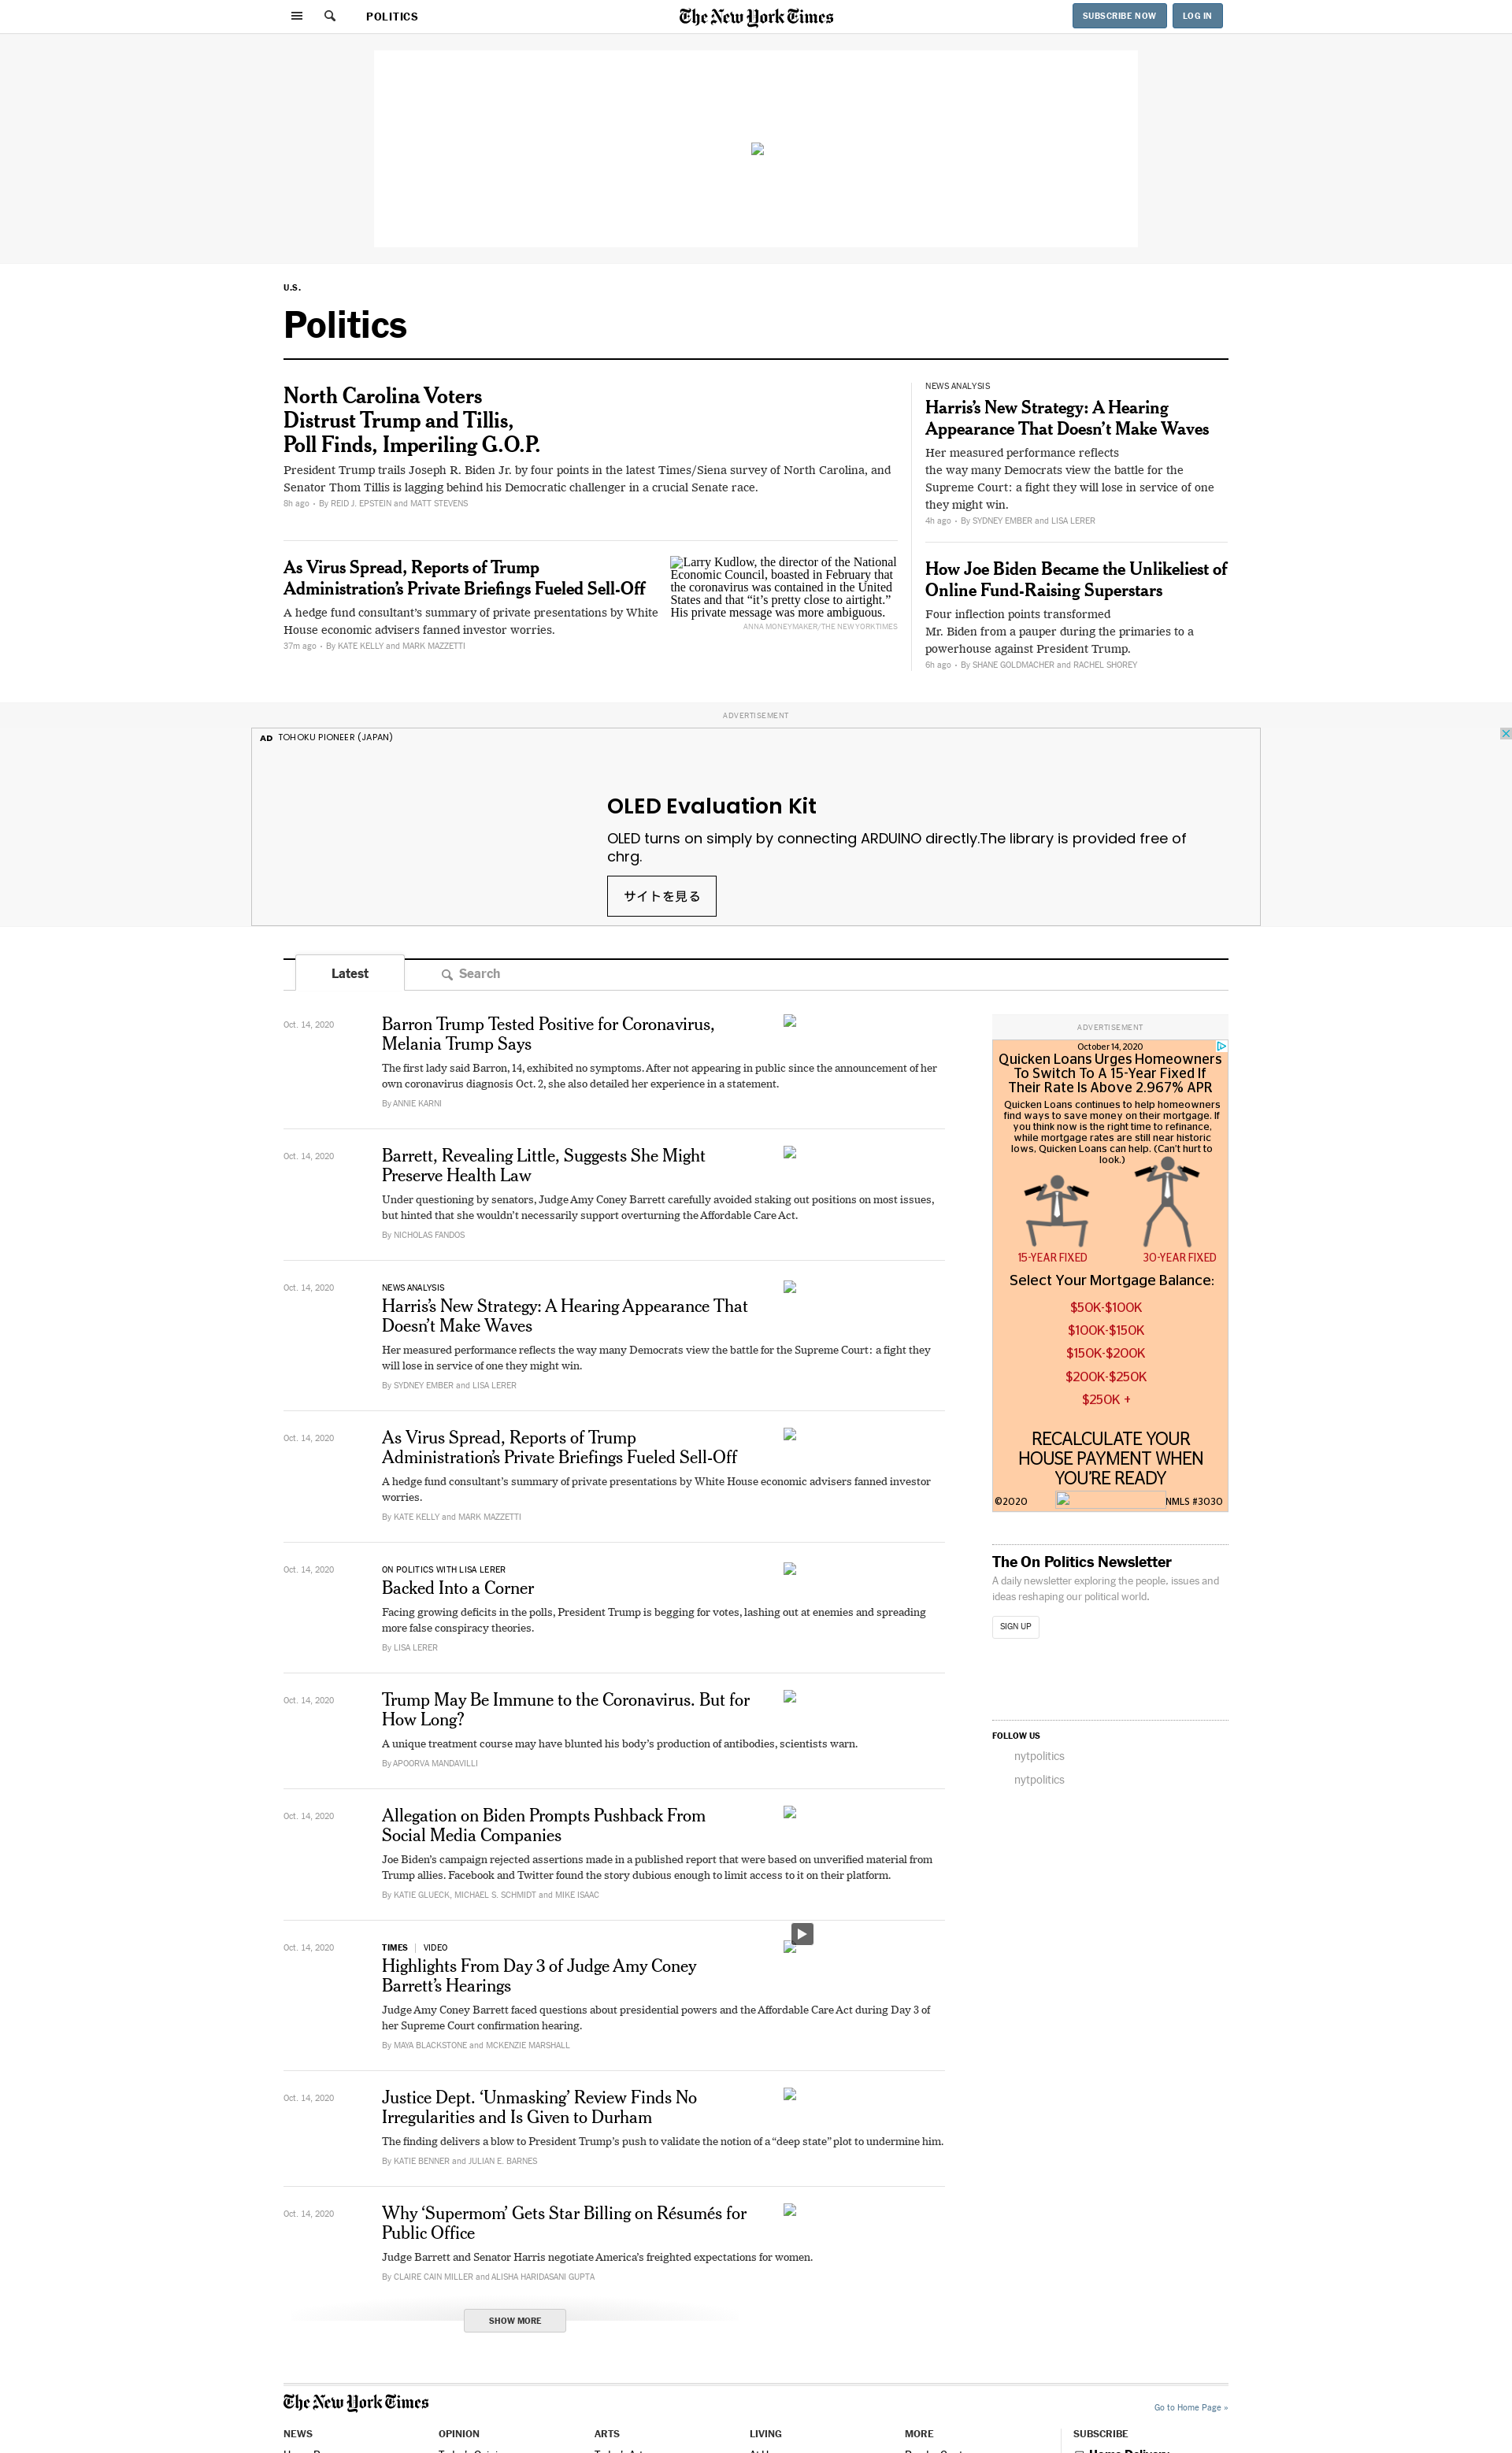 POLITICS
The New York Times
SUBSCRIBE NOW
LOG IN
U.S.
Politics
North Carolina Voters
Distrust Trump and Tillis,
Poll Finds, Imperiling G.O.P.
President Trump trails Joseph R. Biden Jr. by four points in the latest Times/Siena survey of North Carolina, and
Senator Thom Tillis is lagging behind his Democratic challenger in a crucial Senate race.
8h ago • By REID J. EPSTEIN and MATT STEVENS
As Virus Spread, Reports of Trump
Administration’s Private Briefings Fueled Sell-Off
A hedge fund consultant’s summary of private presentations by White
House economic advisers fanned investor worries.
37m ago • By KATE KELLY and MARK MAZZETTI
Larry Kudlow, the director of the National
Economic Council, boasted in February that
the coronavirus was contained in the United
States and that “it’s pretty close to airtight.”
His private message was more ambiguous.
ANNA MONEYMAKER/THE NEW YORK TIMES
NEWS ANALYSIS
Harris’s New Strategy: A Hearing
Appearance That Doesn’t Make Waves
Her measured performance reflects
the way many Democrats view the battle for the
Supreme Court: a fight they will lose in service of one
they might win.
4h ago • By SYDNEY EMBER and LISA LERER
How Joe Biden Became the Unlikeliest of
Online Fund-Raising Superstars
Four inflection points transformed
Mr. Biden from a pauper during the primaries to a
powerhouse against President Trump.
6h ago • By SHANE GOLDMACHER and RACHEL SHOREY
ADVERTISEMENT
AD TOHOKU PIONEER (JAPAN)
OLED Evaluation Kit
OLED turns on simply by connecting ARDUINO directly.The library is provided free of
chrg.
サイトを見る
Latest
Search
Oct. 14, 2020
Barron Trump Tested Positive for Coronavirus,
Melania Trump Says
The first lady said Barron, 14, exhibited no symptoms. After not appearing in public since the announcement of her
own coronavirus diagnosis Oct. 2, she also detailed her experience in a statement.
By ANNIE KARNI
Oct. 14, 2020
Barrett, Revealing Little, Suggests She Might
Preserve Health Law
Under questioning by senators, Judge Amy Coney Barrett carefully avoided staking out positions on most issues,
but hinted that she wouldn’t necessarily support overturning the Affordable Care Act.
By NICHOLAS FANDOS
Oct. 14, 2020
NEWS ANALYSIS
Harris’s New Strategy: A Hearing Appearance That
Doesn’t Make Waves
Her measured performance reflects the way many Democrats view the battle for the Supreme Court: a fight they
will lose in service of one they might win.
By SYDNEY EMBER and LISA LERER
Oct. 14, 2020
As Virus Spread, Reports of Trump
Administration’s Private Briefings Fueled Sell-Off
A hedge fund consultant’s summary of private presentations by White House economic advisers fanned investor
worries.
By KATE KELLY and MARK MAZZETTI
Oct. 14, 2020
ON POLITICS WITH LISA LERER
Backed Into a Corner
Facing growing deficits in the polls, President Trump is begging for votes, lashing out at enemies and spreading
more false conspiracy theories.
By LISA LERER
Oct. 14, 2020
Trump May Be Immune to the Coronavirus. But for
How Long?
A unique treatment course may have blunted his body’s production of antibodies, scientists warn.
By APOORVA MANDAVILLI
Oct. 14, 2020
Allegation on Biden Prompts Pushback From
Social Media Companies
Joe Biden’s campaign rejected assertions made in a published report that were based on unverified material from
Trump allies. Facebook and Twitter found the story dubious enough to limit access to it on their platform.
By KATIE GLUECK, MICHAEL S. SCHMIDT and MIKE ISAAC
Oct. 14, 2020
TIMES | VIDEO
Highlights From Day 3 of Judge Amy Coney
Barrett’s Hearings
Judge Amy Coney Barrett faced questions about presidential powers and the Affordable Care Act during Day 3 of
her Supreme Court confirmation hearing.
By MAYA BLACKSTONE and MCKENZIE MARSHALL
Oct. 14, 2020
Justice Dept. ‘Unmasking’ Review Finds No
Irregularities and Is Given to Durham
The finding delivers a blow to President Trump’s push to validate the notion of a “deep state” plot to undermine him.
By KATIE BENNER and JULIAN E. BARNES
Oct. 14, 2020
Why ‘Supermom’ Gets Star Billing on Résumés for
Public Office
Judge Barrett and Senator Harris negotiate America’s freighted expectations for women.
By CLAIRE CAIN MILLER and ALISHA HARIDASANI GUPTA
SHOW MORE
ADVERTISEMENT
October 14, 2020
Quicken Loans Urges Homeowners
To Switch To A 15-Year Fixed If
Their Rate Is Above 2.967% APR
Quicken Loans continues to help homeowners
find ways to save money on their mortgage. If
you think now is the right time to refinance,
while mortgage rates are still near historic
lows, Quicken Loans can help. (Can't hurt to
look.)
15-YEAR FIXED
30-YEAR FIXED
Select Your Mortgage Balance:
$50K-$100K
$100K-$150K
$150K-$200K
$200K-$250K
$250K +
RECALCULATE YOUR
HOUSE PAYMENT WHEN
YOU'RE READY
©2020
NMLS #3030
The On Politics Newsletter
A daily newsletter exploring the people, issues and
ideas reshaping our political world.
SIGN UP
FOLLOW US
nytpolitics
nytpolitics
The New York Times
Go to Home Page »
NEWS
OPINION
ARTS
LIVING
MORE
SUBSCRIBE